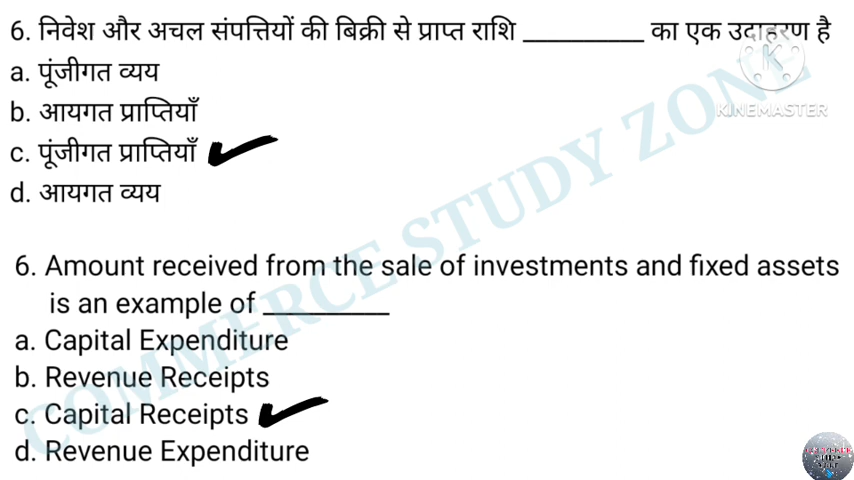 6. निवेश और अचल संपत्तियों की बिक्री से प्राप्त राशि __________ का एक उदाहरण है
a. पूंजीगत व्यय
b. आयगत प्राप्तियाँ
c. पूंजीगत प्राप्तियाँ
d. आयगत व्यय
KINEMASTER
COMMERCE STUDY ZONE
6. Amount received from the sale of investments and fixed assets
is an example of __________
a. Capital Expenditure
b. Revenue Receipts
c. Capital Receipts
d. Revenue Expenditure